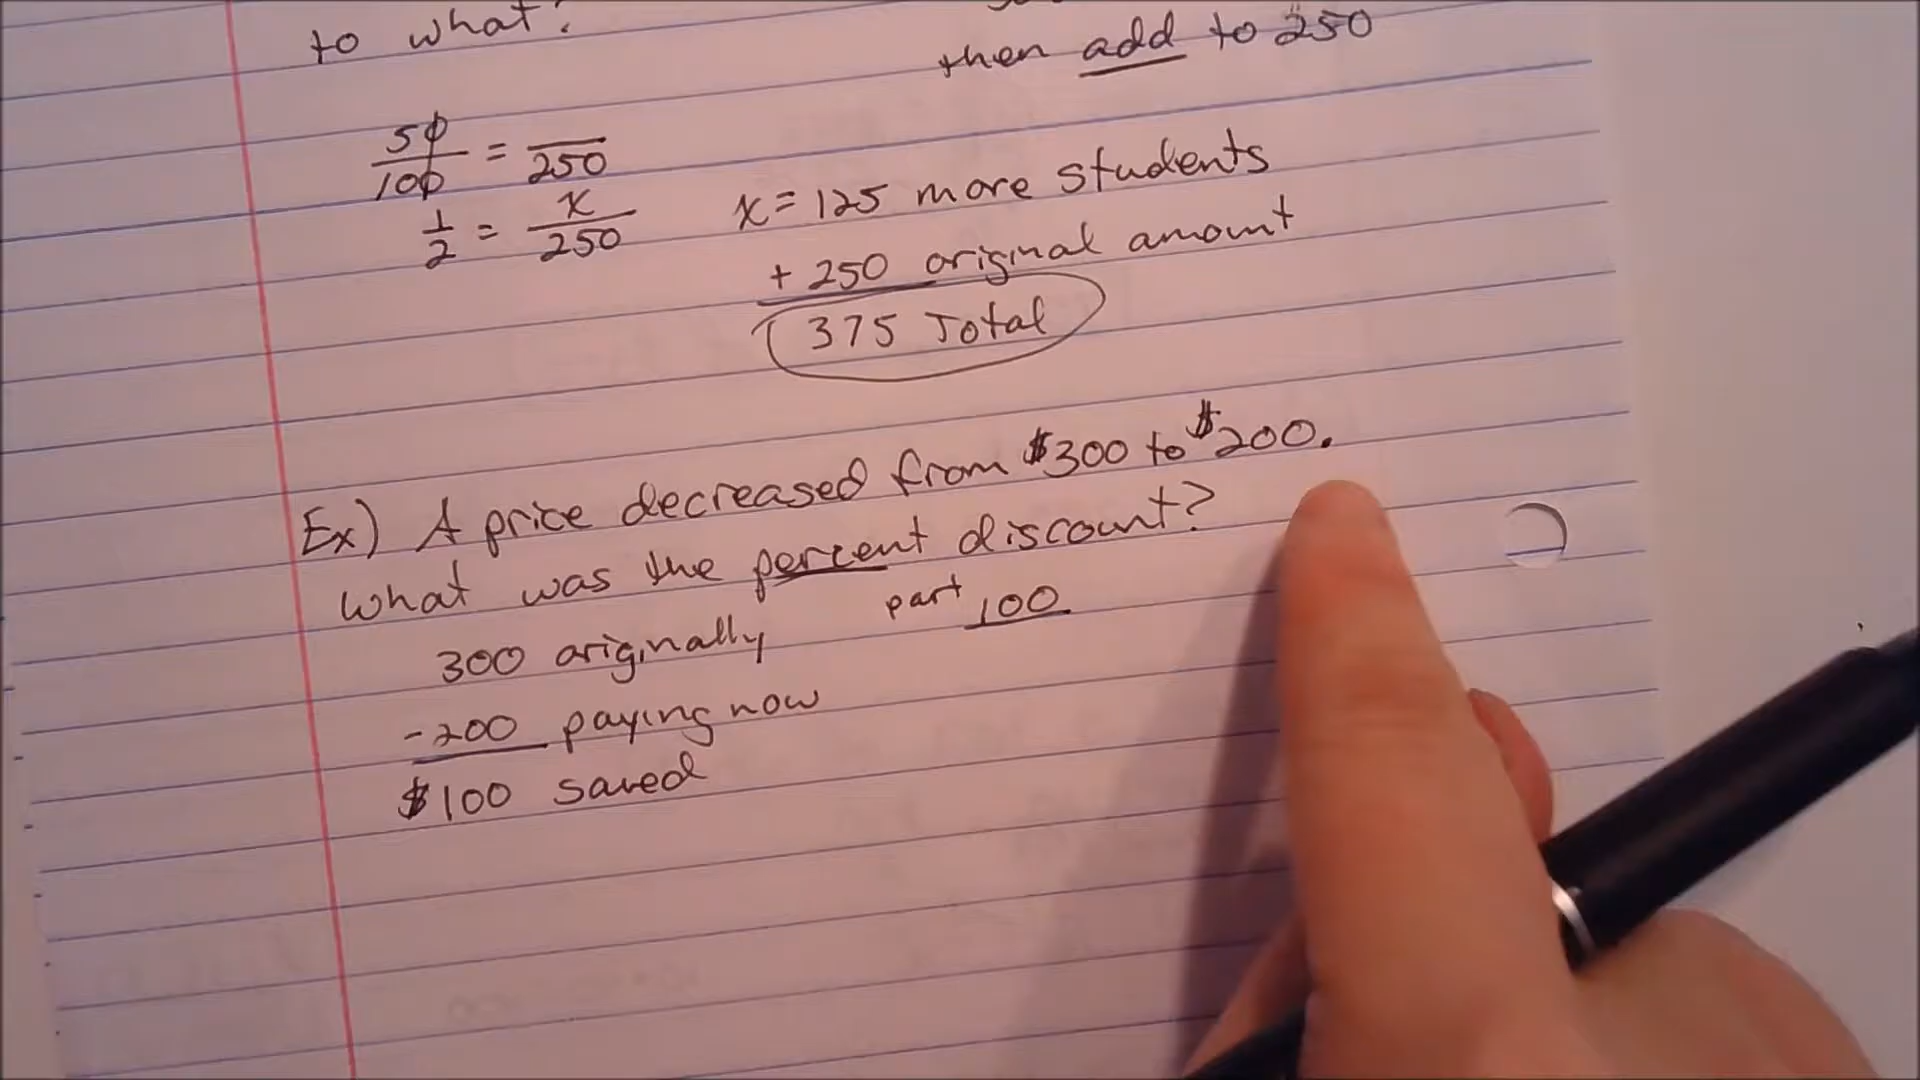 to what?
then add to 250
50/100 = /250
1/2 = x/250
x = 125 more students
+ 250 original amount
375 Total
Ex) A price decreased from $300 to $200.
What was the percent discount?
300 originally
part 100
- 200 paying now
$100 saved